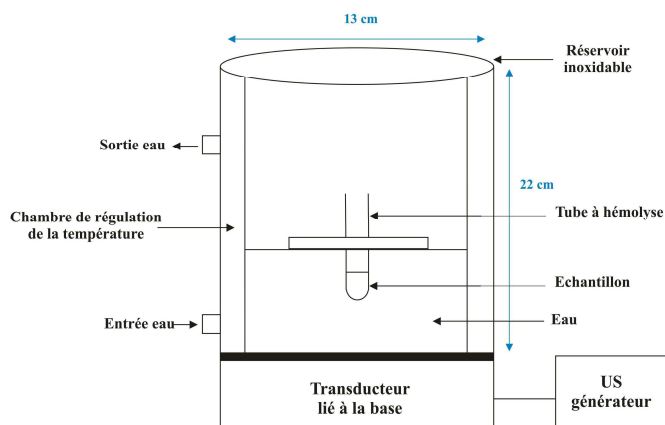 13 cm
Réservoir
inoxidable
Sortie eau
22 cm
Chambre de régulation
de la température
Tube à hémolyse
Echantillon
Entrée eau
Eau
Transducteur
lié à la base
US
générateur